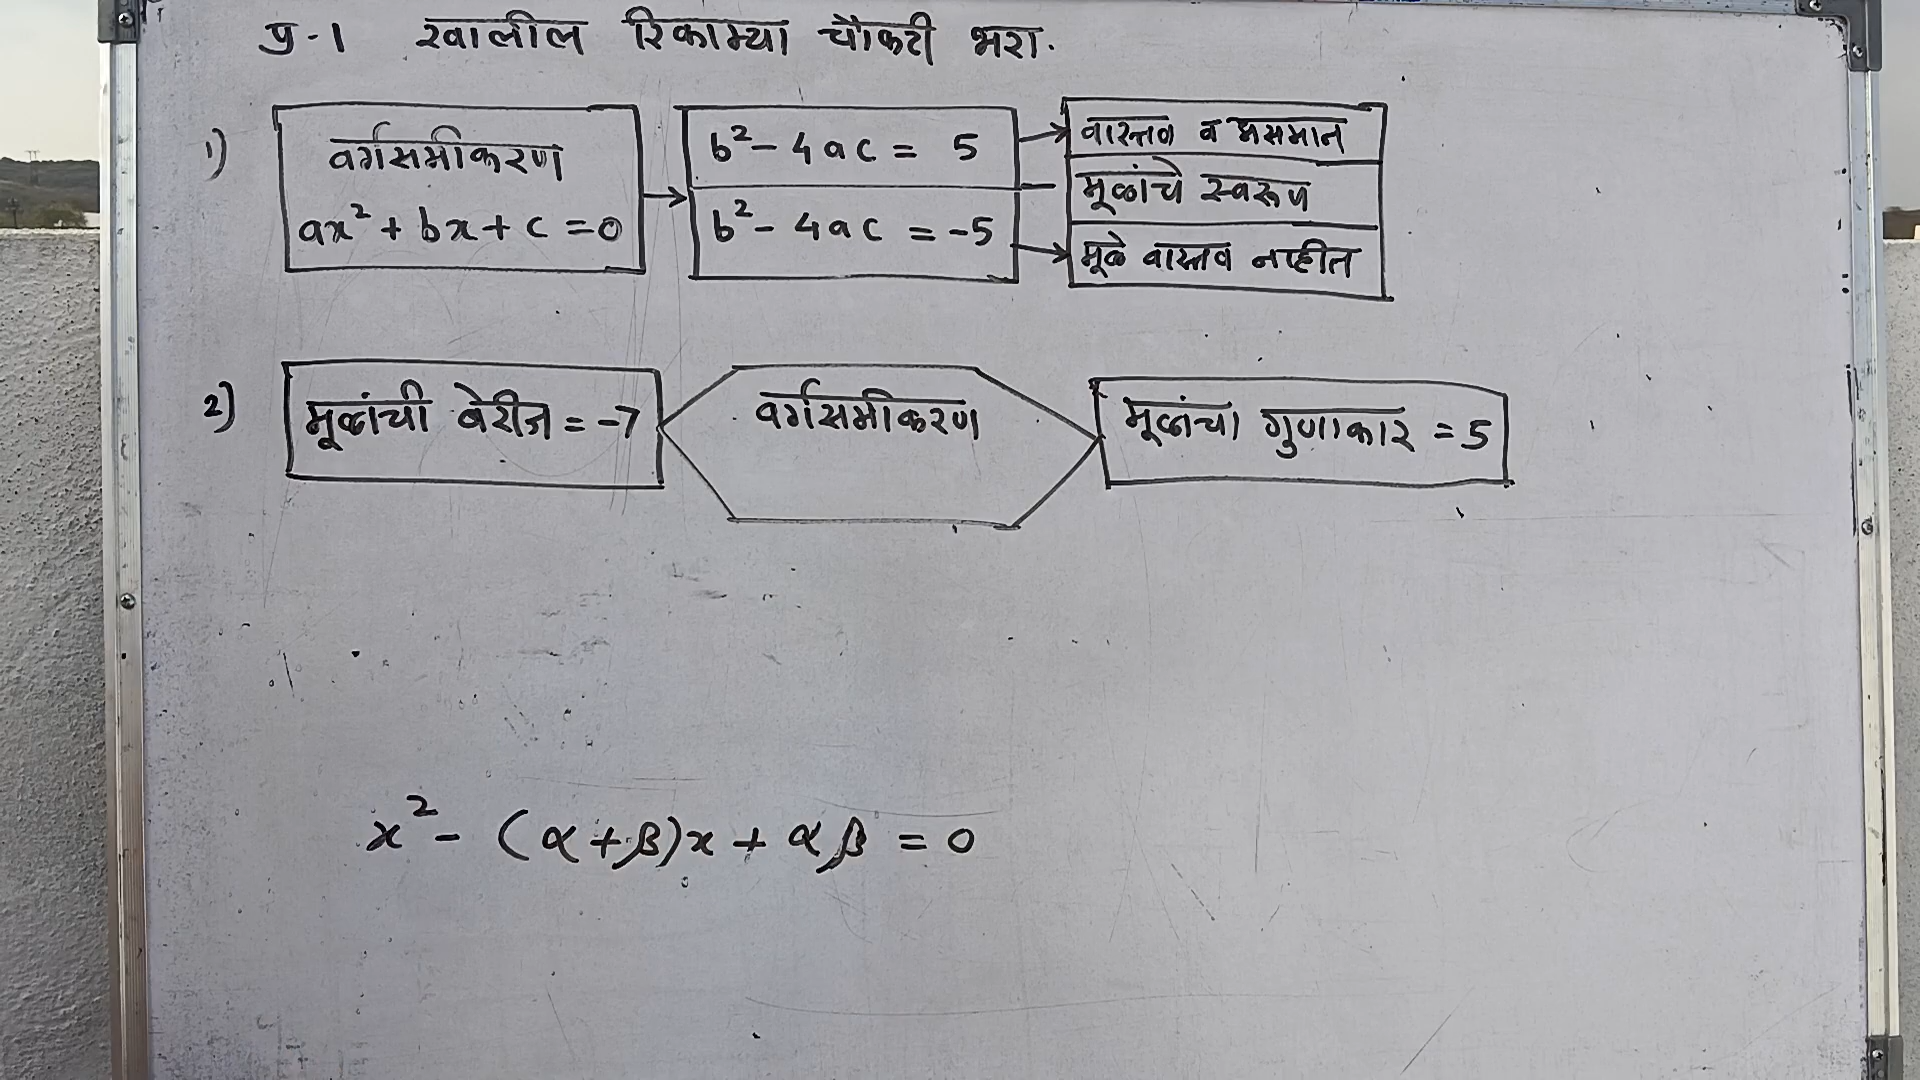 प्र-1 खालील रिकाम्या चौकटी भरा.
1) वर्गसमीकरण
ax² + bx + c = 0
b² - 4ac = 5
b² - 4ac = -5
वास्तव व असमान
मूळांचे स्वरूप
मूळे वास्तव नाहीत
2) मूळांची बेरीज = -7 वर्गसमीकरण मूळांचा गुणाकार = 5
x² - (α + β)x + αβ = 0